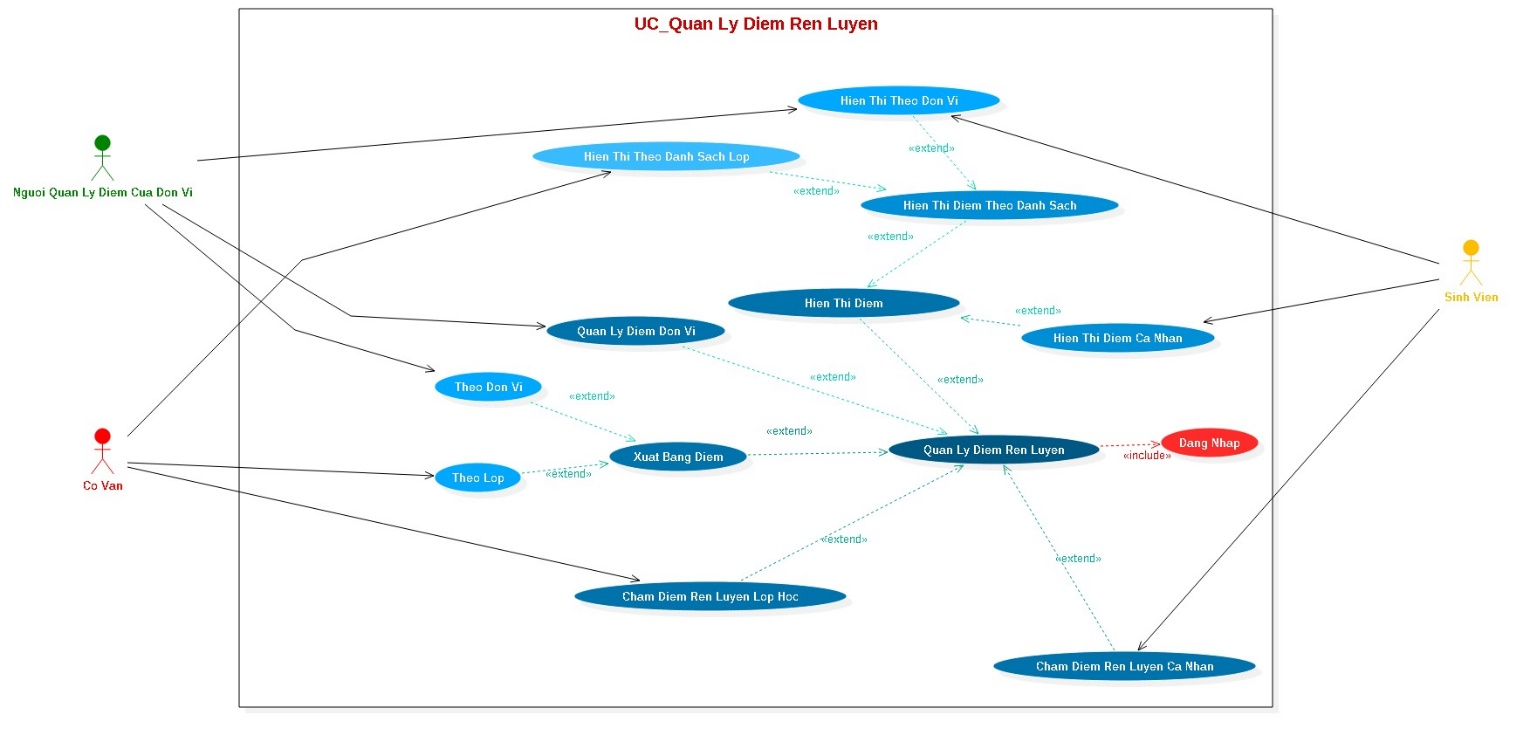 UC_Quan Ly Diem Ren Luyen
Hien Thi Theo Don Vi
«extend»
Hien Thi Theo Danh Sach Lop
«extend»
Nguoi Quan Ly Diem Cua Don Vi
Hien Thi Diem Theo Danh Sach
«extend»
Sinh Vien
Hien Thi Diem
«extend»
Quan Ly Diem Don Vi
Hien Thi Diem Ca Nhan
«extend»
«extend»
Theo Don Vi
«extend»
«extend»
Dang Nhap
Quan Ly Diem Ren Luyen
«include»
Xuat Bang Diem
«extend»
Theo Lop
Co Van
«extend»
«extend»
Cham Diem Ren Luyen Lop Hoc
Cham Diem Ren Luyen Ca Nhan